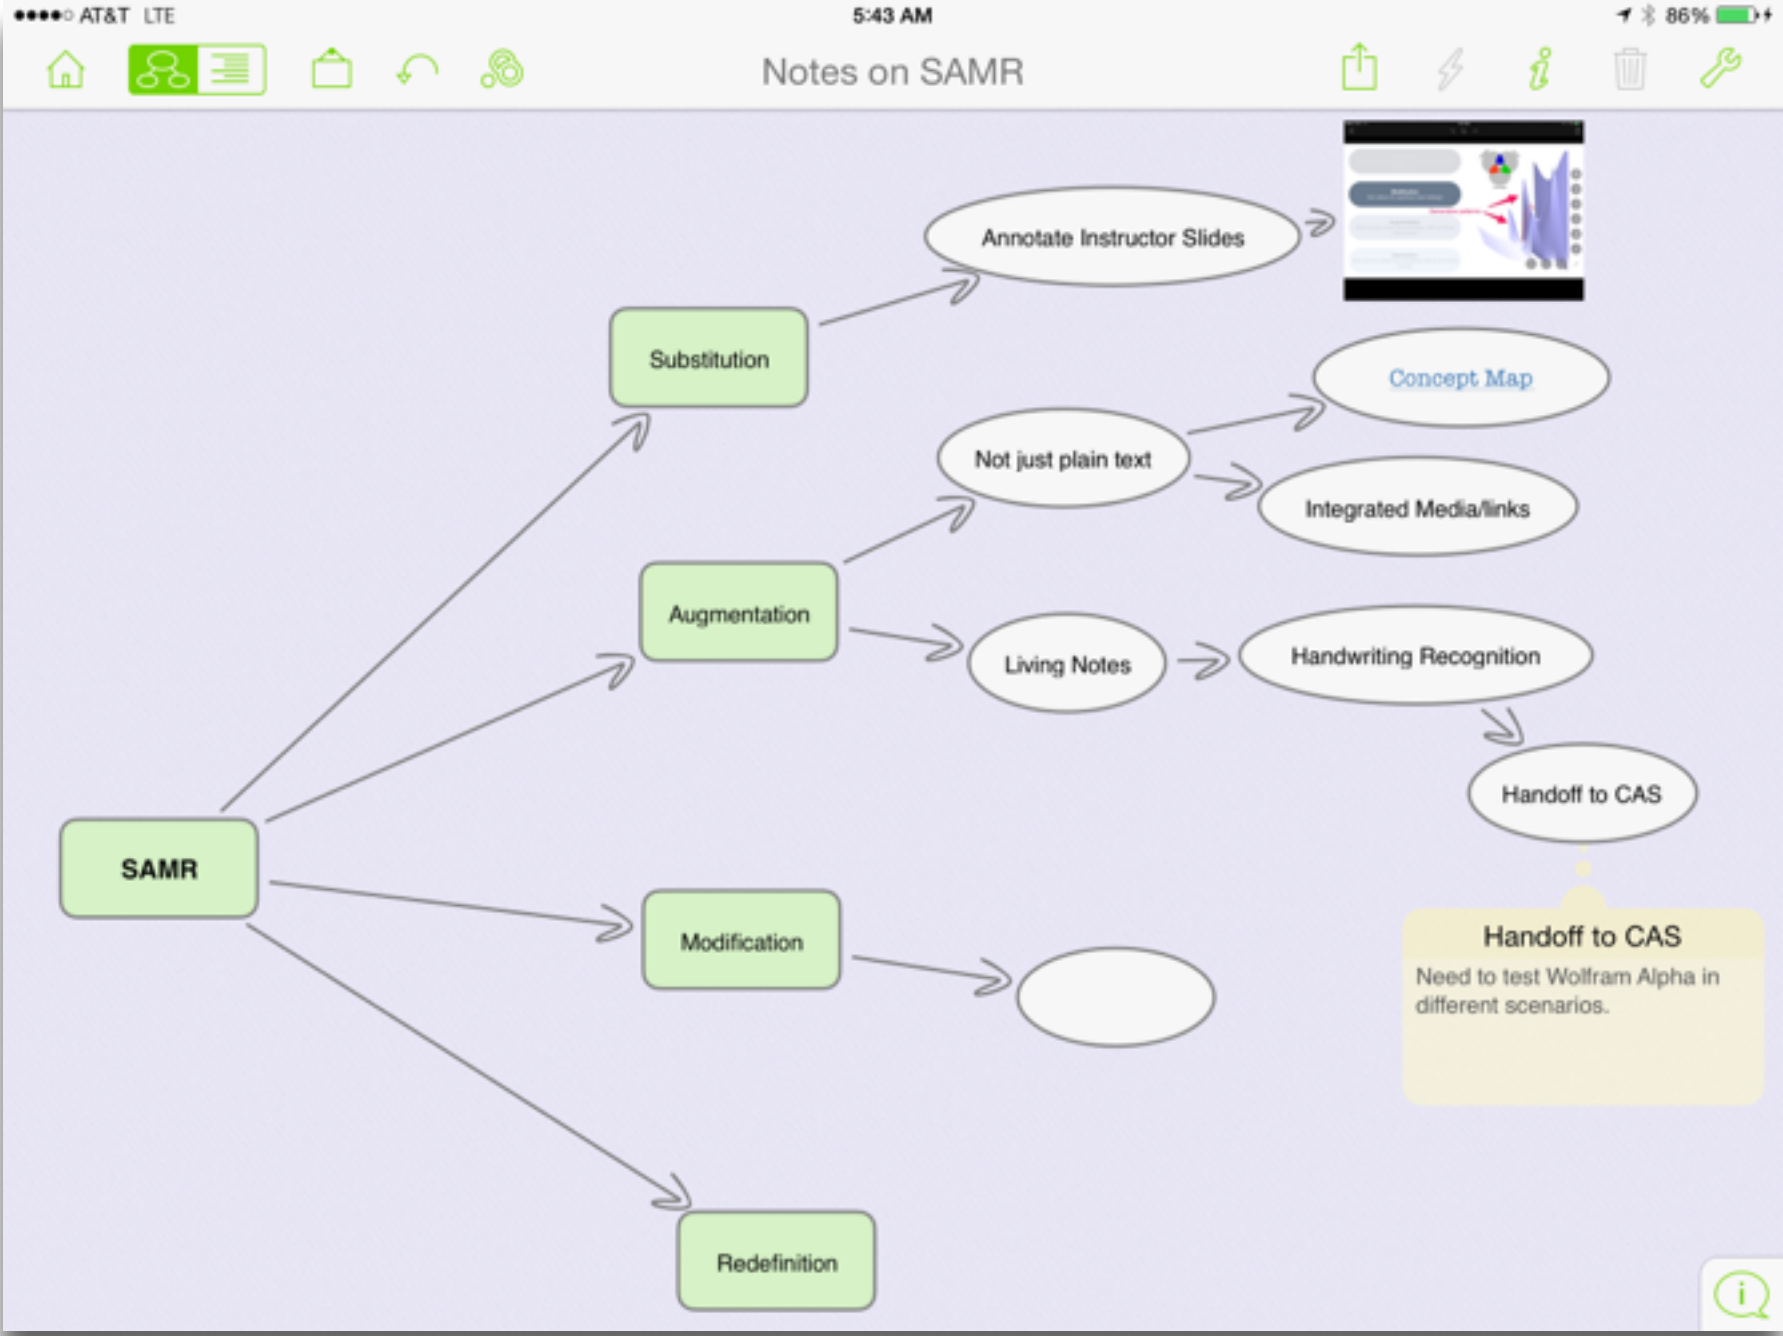 AT&T LTE
5:43 AM
86%
Notes on SAMR
Annotate Instructor Slides
Substitution
Concept Map
Not just plain text
Integrated Media/links
Augmentation
Living Notes
Handwriting Recognition
Handoff to CAS
SAMR
Modification
Handoff to CAS
Need to test Wolfram Alpha in
different scenarios.
Redefinition